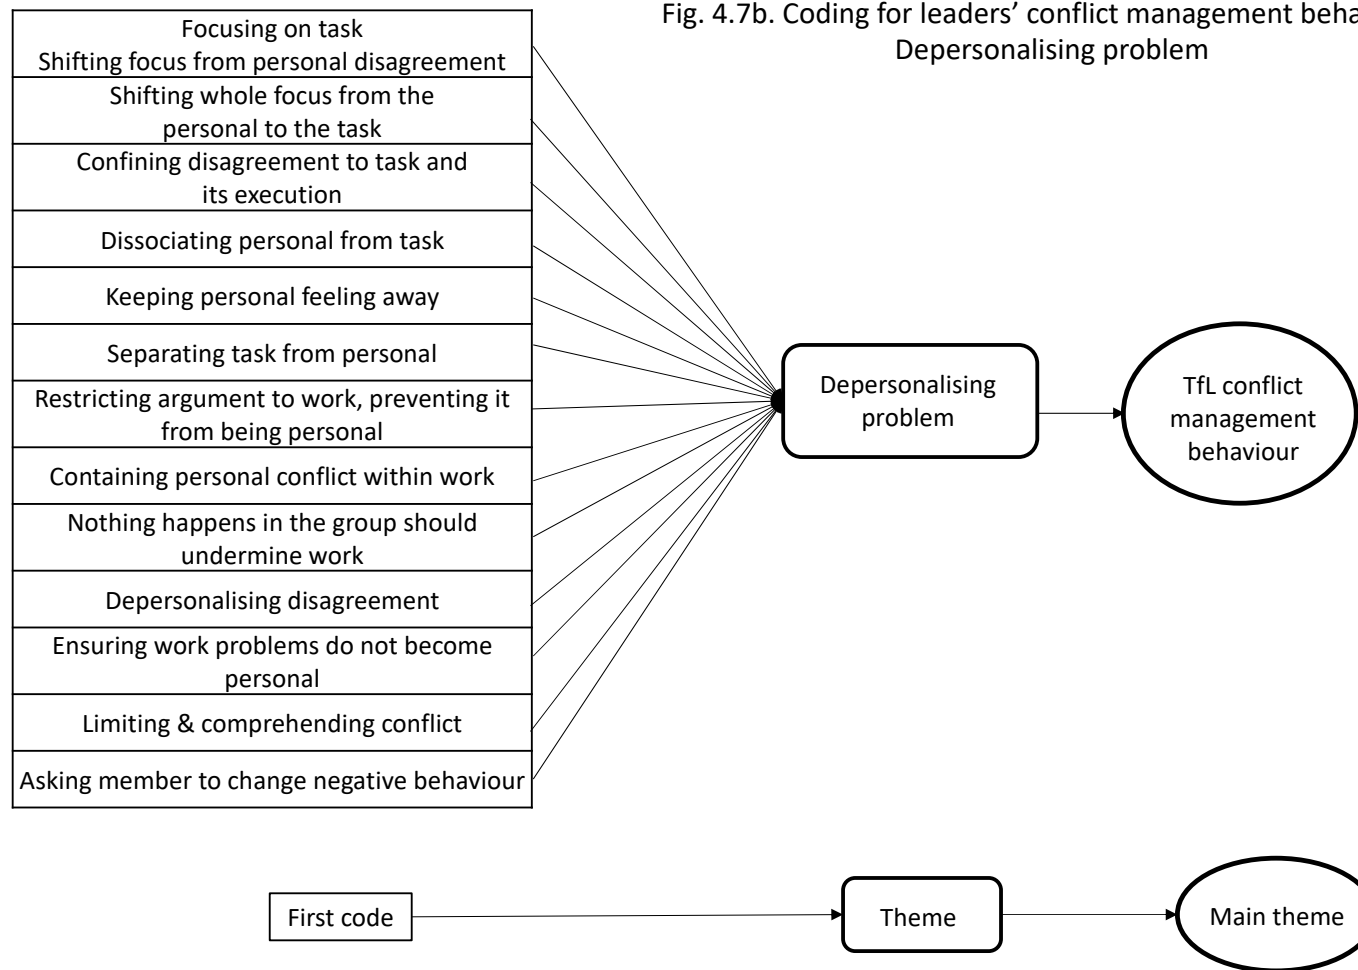 Fig. 4.7b. Coding for leaders' conflict management
Depersonalising problem
Focusing on task
Shifting focus from personal disagreement
Shifting whole focus from the
personal to the task
Confining disagreement to task and
its execution
Dissociating personal from task
Keeping personal feeling away
Separating task from personal
Restricting argument to work, preventing it
from being personal
Containing personal conflict within work
Nothing happens in the group should
undermine work
Depersonalising disagreement
Ensuring work problems do not become
personal
Limiting & comprehending conflict
Asking member to change negative behaviour
Depersonalising
problem
TfL conflict
management
behaviour
First code
Theme
Main theme